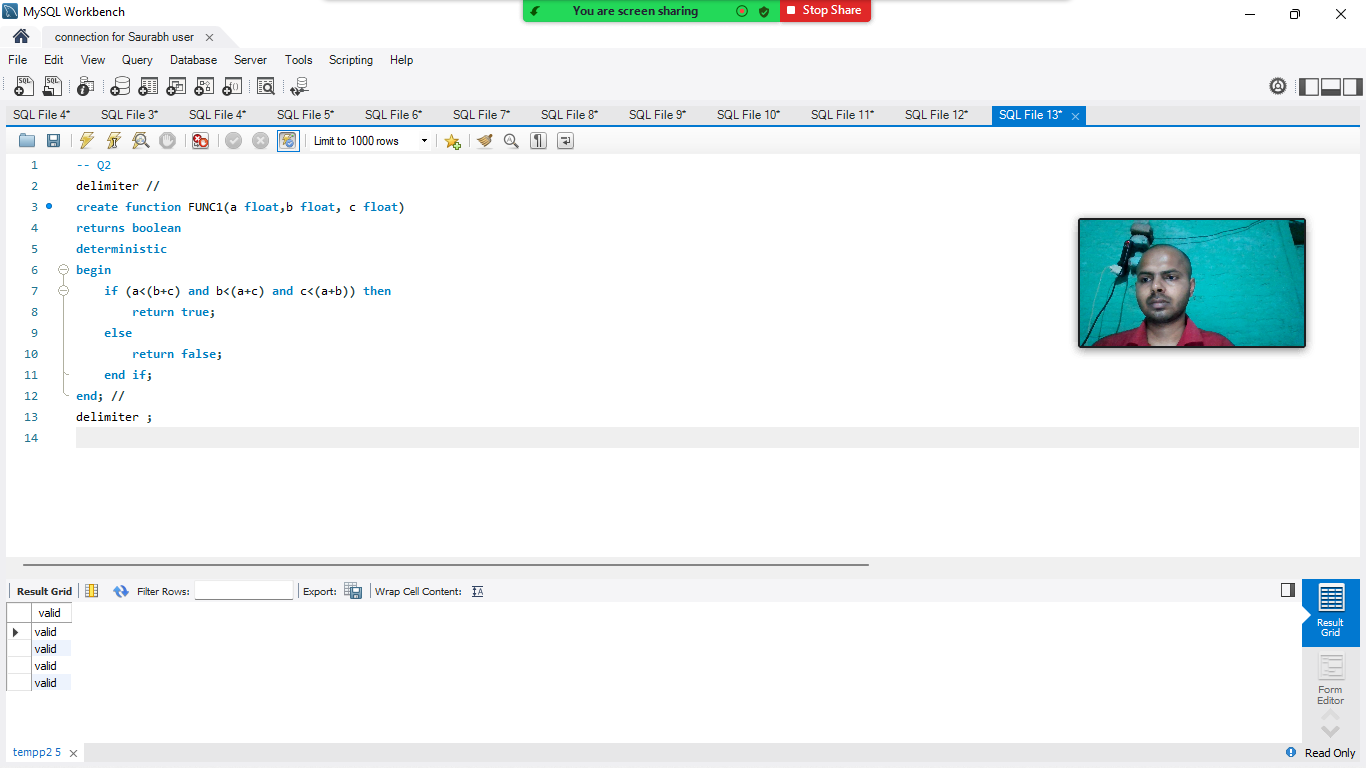 MySQL Workbench
You are screen sharing
Stop Share
connection for Saurabh user
File Edit View Query Database Server Tools Scripting Help
SQL File 4* SQL File 3* SQL File 4* SQL File 5* SQL File 6* SQL File 7* SQL File 8* SQL File 9* SQL File 10* SQL File 11* SQL File 12* SQL File 13*
Limit to 1000 rows
1 -- Q2
2 delimiter //
3 create function FUNC1(a float,b float, c float)
4 returns boolean
5 deterministic
6 begin
7 if (a<(b+c) and b<(a+c) and c<(a+b)) then
8 return true;
9 else
10 return false;
11 end if;
12 end; //
13 delimiter ;
14
Result Grid Filter Rows: Export: Wrap Cell Content:
valid
valid
valid
valid
valid
Result
Grid
Form
Editor
tempp2 5
Read Only